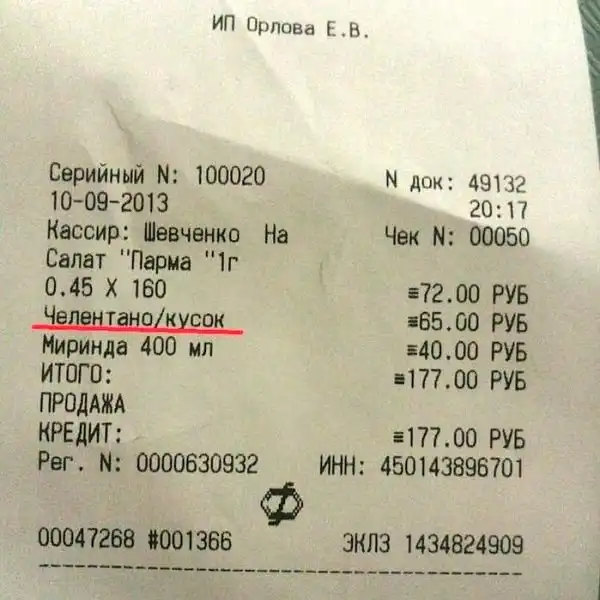 ИП Орлова Е.В.
Серийный N: 100020 N док: 49132
10-09-2013 20:17
Кассир: Шевченко На Чек N: 00050
Салат "Парма "1г
0.45 X 160 ≡72.00 РУБ
Челентано/кусок ≡65.00 РУБ
Миринда 400 мл ≡40.00 РУБ
ИТОГО: ≡177.00 РУБ
ПРОДАЖА
КРЕДИТ: ≡177.00 РУБ
Рег. N: 0000630932 ИНН: 450143896701
00047268 #001366 ЭКЛЗ 1434824909